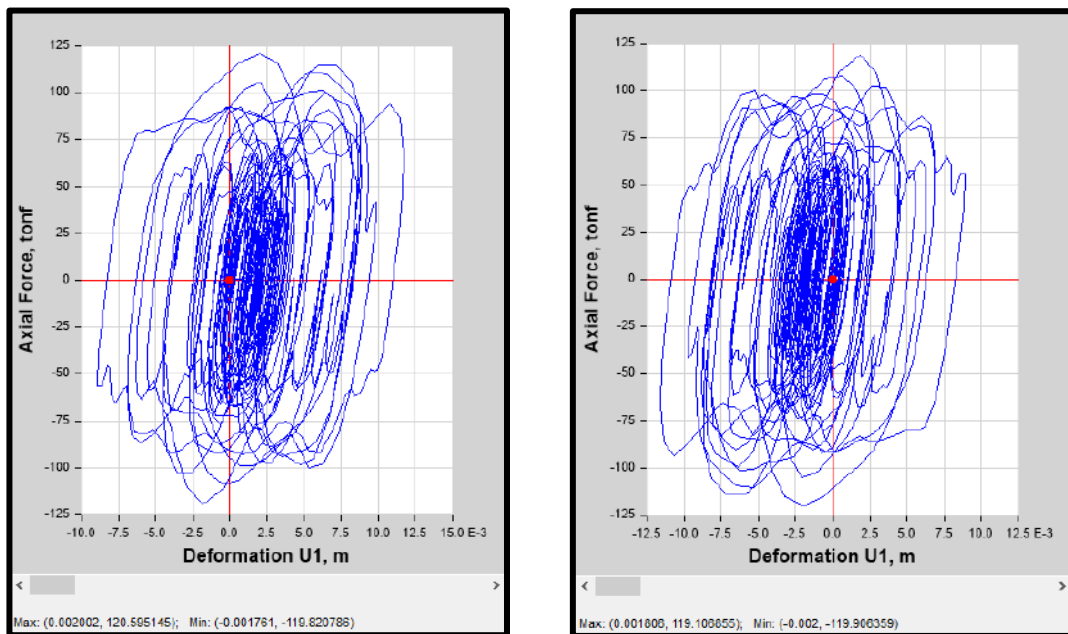 125
100
75
50
25
0
-25
-50
-75
-100
-125
Axial Force, tonf
-10.0 -7.5 -5.0 -2.5 0.0 2.5 5.0 7.5 10.0 12.5 15.0 E-3
Deformation U1, m
Max: (0.002002, 120.595145); Min: (-0.001761, -119.820786)
125
100
75
50
25
0
-25
-50
-75
-100
-125
Axial Force, tonf
-12.5 -10.0 -7.5 -5.0 -2.5 0.0 2.5 5.0 7.5 10.0 12.5 E-3
Deformation U1, m
Max: (0.001806, 119.106855); Min: (-0.002, -119.906359)